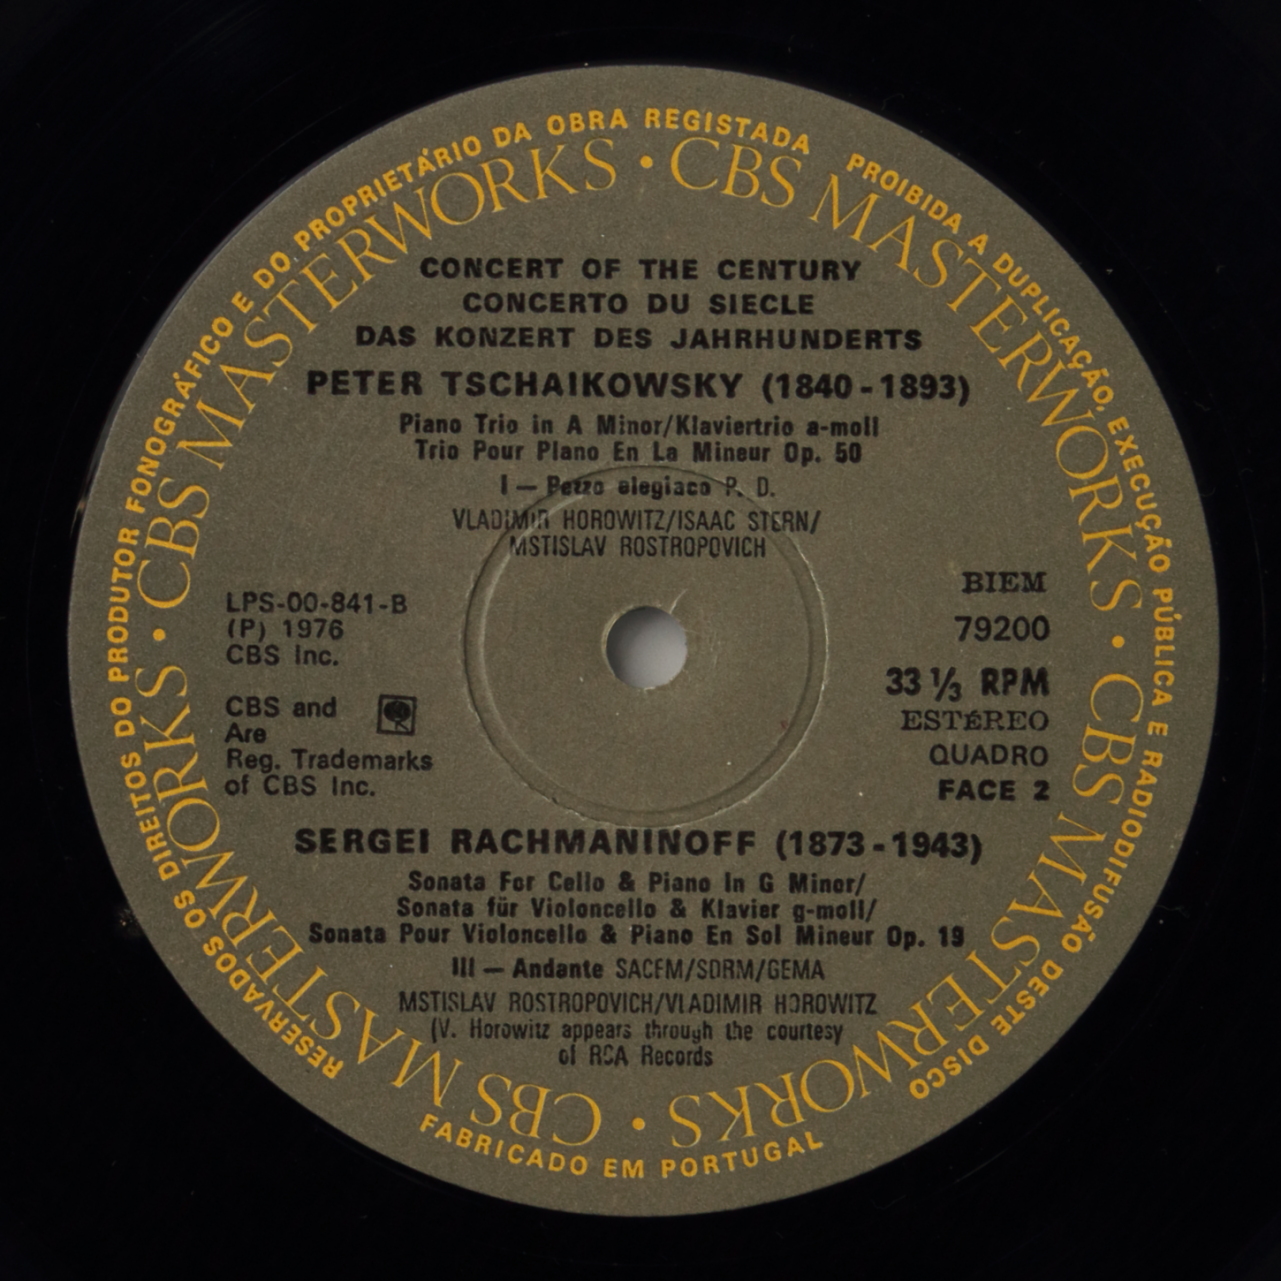 RESERVADOS OS DIREITOS DO PRODUTOR FONOGRÁFICO E DO PROPRIETÁRIO DA OBRA REGISTADA PROIBIDA A DUPLICAÇÃO, EXECUÇÃO PÚBLICA E RADIODIFUSÃO DESTE DISCO
CBS MASTERWORKS • CBS MASTERWORKS • CBS MASTERWORKS • CBS MASTERWORKS •
CONCERT OF THE CENTURY
CONCERTO DU SIECLE
DAS KONZERT DES JAHRHUNDERTS
PETER TSCHAIKOWSKY (1840 - 1893)
Piano Trio in A Minor/Klaviertrio a-moll
Trio Pour Piano En La Mineur Op. 50
I — Pezzo elegiaco P. D.
VLADIMIR HOROWITZ/ISAAC STERN/
MSTISLAV ROSTROPOVICH
LPS-00-841-B
(P) 1976
CBS Inc.
CBS and
Are
Reg. Trademarks
of CBS Inc.
BIEM
79200
33 1/3 RPM
ESTÉREO
QUADRO
FACE 2
SERGEI RACHMANINOFF (1873 - 1943)
Sonata For Cello & Piano In G Minor/
Sonata für Violoncello & Klavier g-moll/
Sonata Pour Violoncello & Piano En Sol Mineur Op. 19
III — Andante SACEM/SDRM/GEMA
MSTISLAV ROSTROPOVICH/VLADIMIR HOROWITZ
(V. Horowitz appears through the courtesy
of RCA Records
FABRICADO EM PORTUGAL